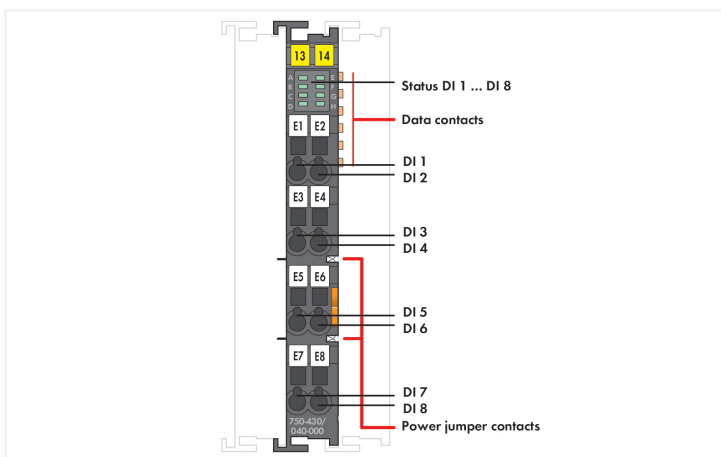 13 14
A E
B F
C G
D H
Status DI 1 ... DI 8
Data contacts
E1 E2
DI 1
DI 2
E3 E4
DI 3
DI 4
E5 E6
DI 5
DI 6
E7 E8
DI 7
DI 8
750-430/
040-000
Power jumper contacts